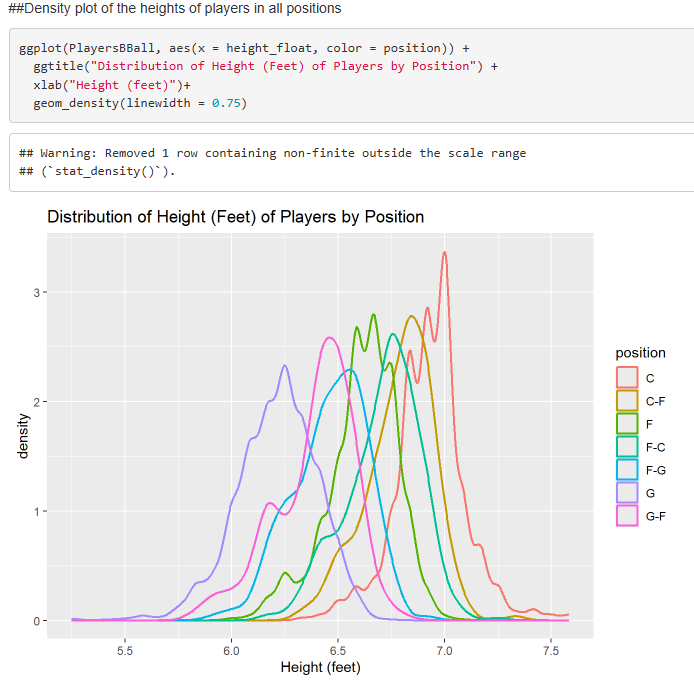 ##Density plot of the heights of players in all positions
ggplot(PlayersBBall, aes(x = height_float, color = position)) +
  ggtitle("Distribution of Height (Feet) of Players by Position") +
  xlab("Height (feet)")+
  geom_density(linewidth = 0.75)
## Warning: Removed 1 row containing non-finite outside the scale range
## (`stat_density()`).
Distribution of Height (Feet) of Players by Position
3
2
1
0
density
5.5 6.0 6.5 7.0 7.5
Height (feet)
position
C
C-F
F
F-C
F-G
G
G-F